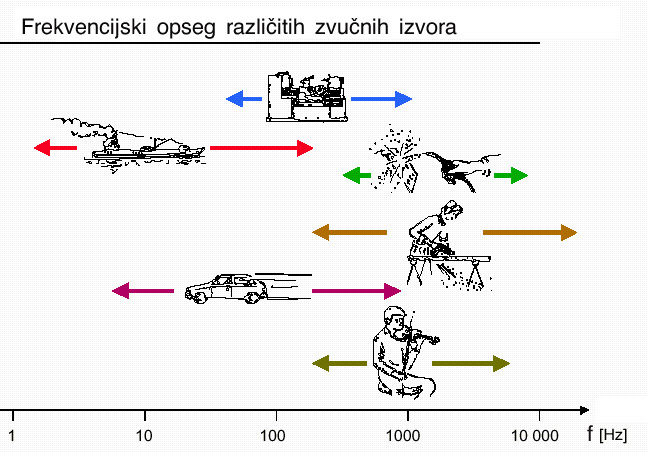 Frekvencijski opseg različitih zvučnih izvora
1 10 100 1000 10 000 f [Hz]